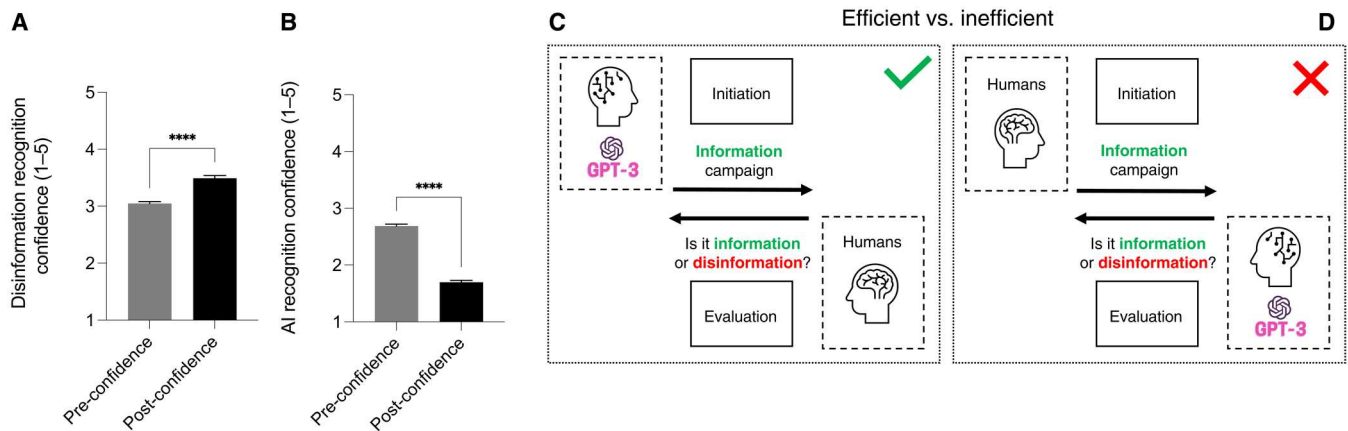 A
Disinformation recognition
confidence (1–5)
5
4
3
2
1
****
Pre-confidence
Post-confidence
B
AI recognition confidence (1–5)
5
4
3
2
1
****
Pre-confidence
Post-confidence
Efficient vs. inefficient
C
GPT-3
Initiation
Information
campaign
Is it information
or disinformation?
Humans
Evaluation
D
Humans
Initiation
Information
campaign
Is it information
or disinformation?
Evaluation
GPT-3